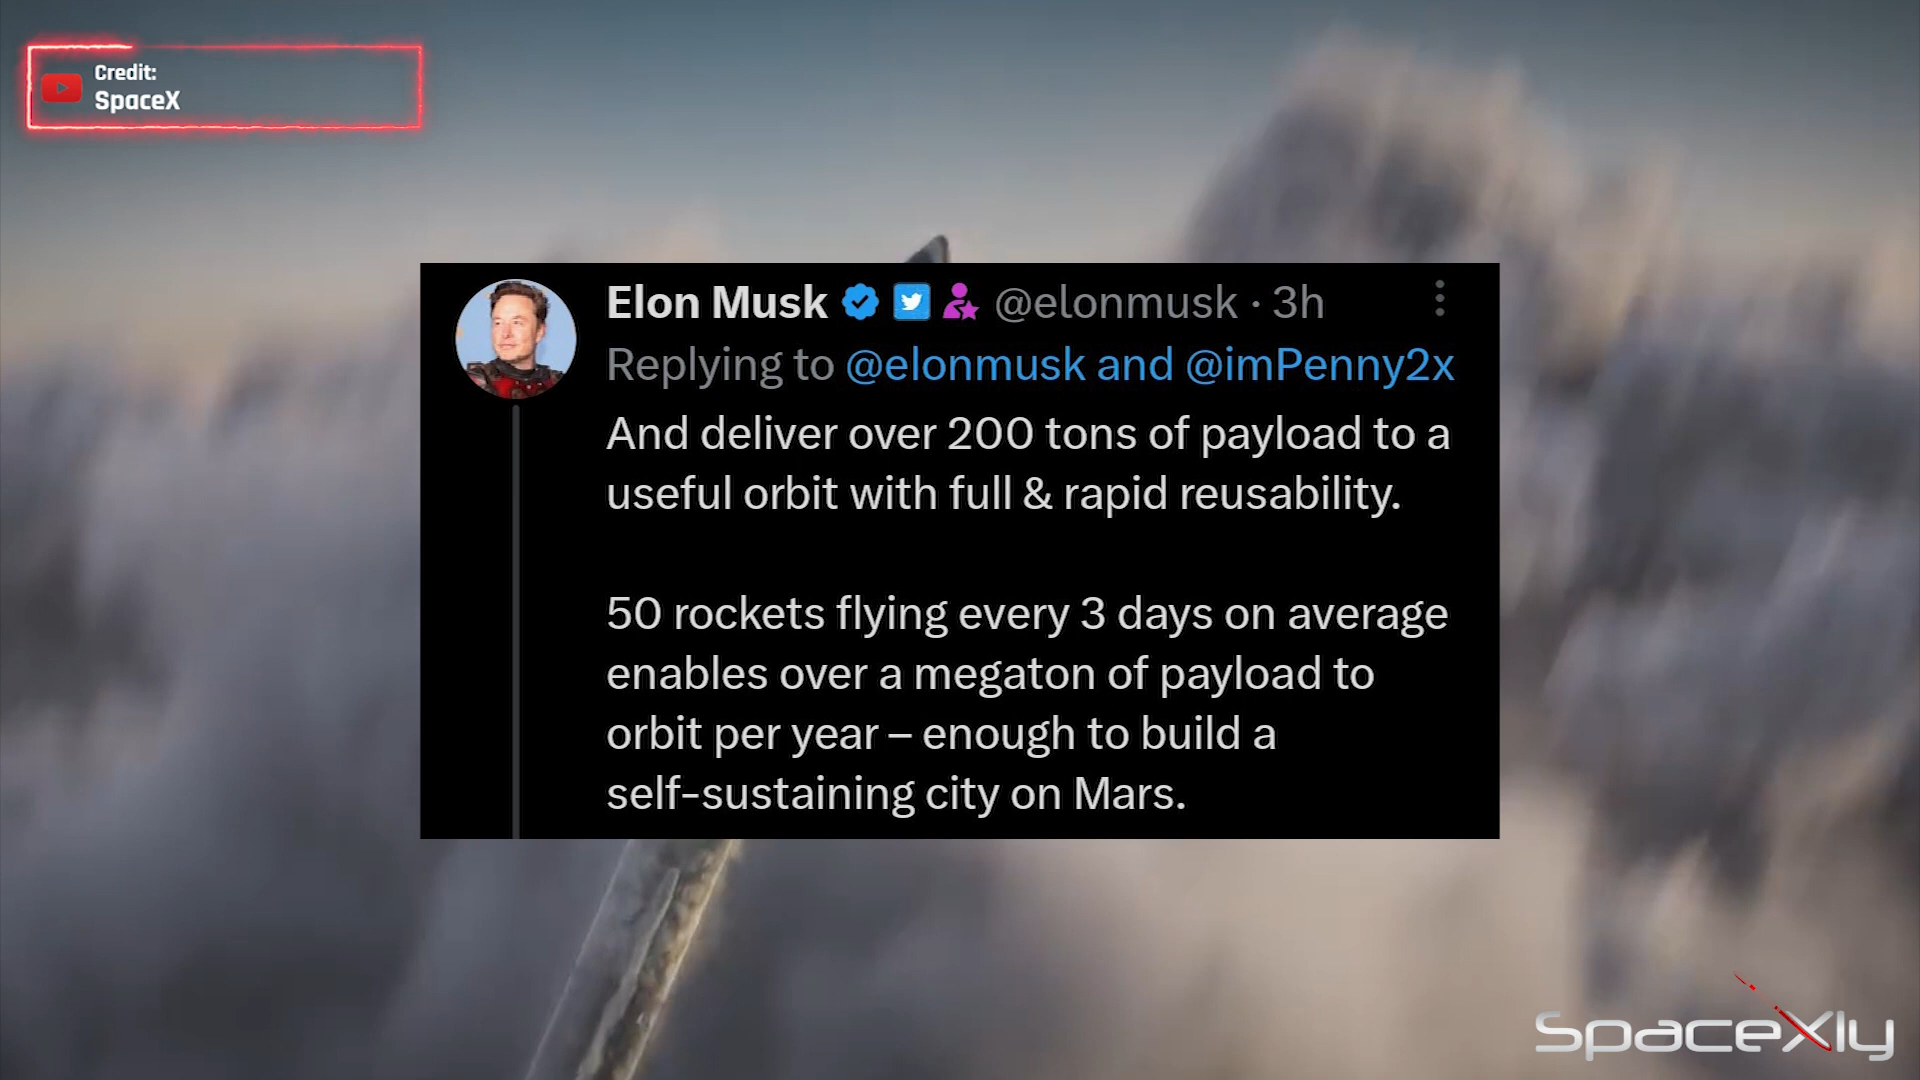 Credit:
SpaceX
Elon Musk @elonmusk · 3h
Replying to @elonmusk and @imPenny2x
And deliver over 200 tons of payload to a
useful orbit with full & rapid reusability.
50 rockets flying every 3 days on average
enables over a megaton of payload to
orbit per year – enough to build a
self-sustaining city on Mars.
SpaceXly